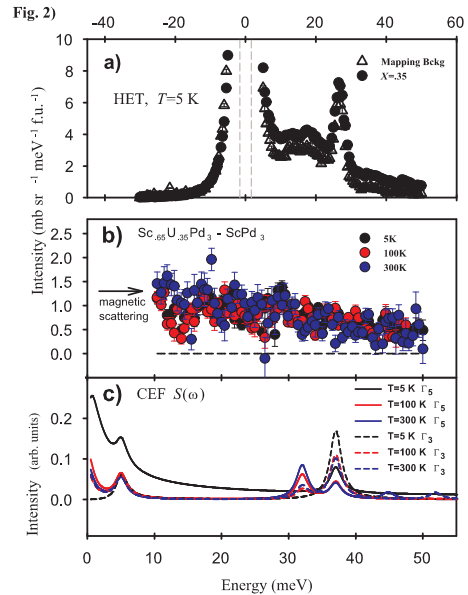 Fig. 2)
-40 -20 0 20 40 60
10
8
6
4
2
0
a)
HET, T=5 K
Mapping Bckg
X=.35
Intensity (mb sr⁻¹ meV⁻¹ f.u.⁻¹)
2.5
2.0
1.5
1.0
0.5
0.0
b)
Sc.65U.35Pd3 - ScPd3
5K
100K
300K
magnetic
scattering
0.2
0.1
0.0
c)
CEF S(ω)
T=5 K Γ5
T=100 K Γ5
T=300 K Γ5
T=5 K Γ3
T=100 K Γ3
T=300 K Γ3
Intensity (arb. units)
0 10 20 30 40 50
Energy (meV)